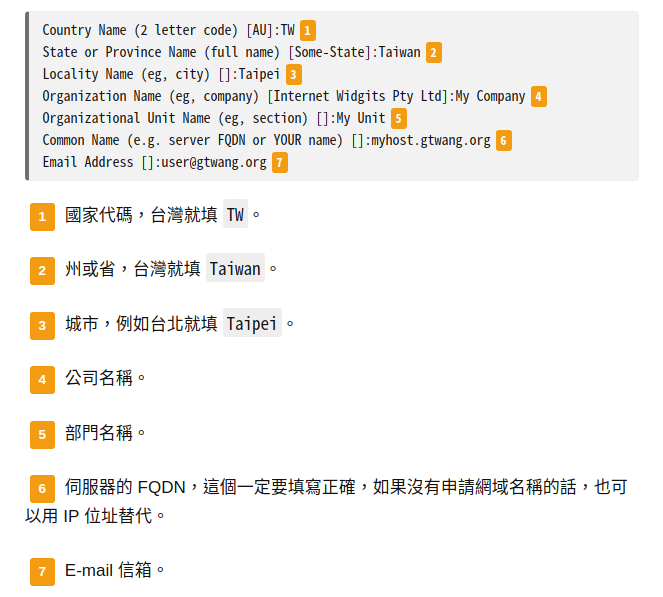 Country Name (2 letter code) [AU]:TW 1
State or Province Name (full name) [Some-State]:Taiwan 2
Locality Name (eg, city) []:Taipei 3
Organization Name (eg, company) [Internet Widgits Pty Ltd]:My Company 4
Organizational Unit Name (eg, section) []:My Unit 5
Common Name (e.g. server FQDN or YOUR name) []:myhost.gtwang.org 6
Email Address []:user@gtwang.org 7
1 國家代碼，台灣就填 TW。
2 州或省，台灣就填 Taiwan。
3 城市，例如台北就填 Taipei。
4 公司名稱。
5 部門名稱。
6 伺服器的 FQDN，這個一定要填寫正確，如果沒有申請網域名稱的話，也可
以用 IP 位址替代。
7 E-mail 信箱。